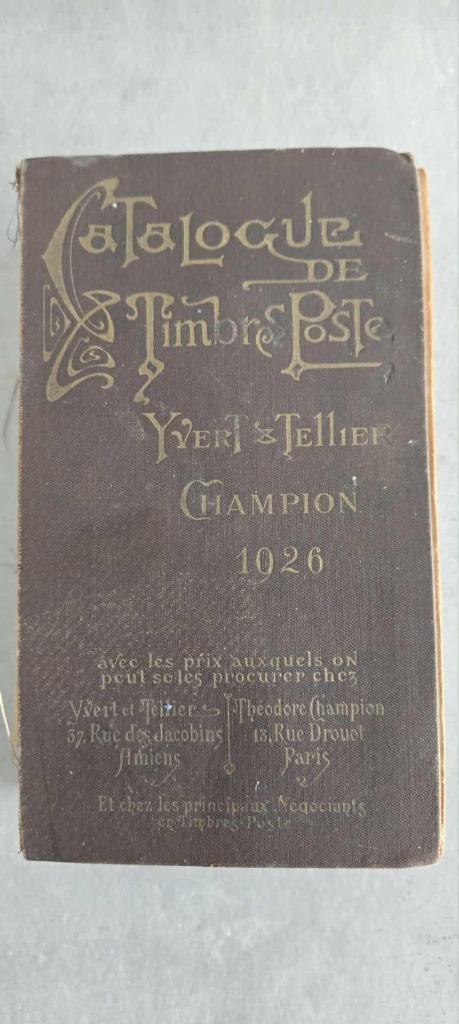 Catalogue
de
Timbres Poste
Yvert & Tellier
Champion
1926
avec les prix auxquels on
peut se les procurer chez
Yvert et Tellier
37, Rue des Jacobins
Amiens
Théodore Champion
13, Rue Drouot
Paris
Et chez les principaux Négociants
en Timbres-Poste